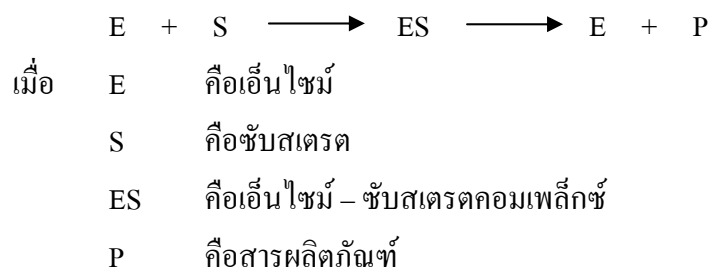 E + S ⟶ ES ⟶ E + P
เมื่อ E คือเอ็นไซม์
S คือซับสเตรต
ES คือเอ็นไซม์ – ซับสเตรตคอมเพล็กซ์
P คือสารผลิตภัณฑ์